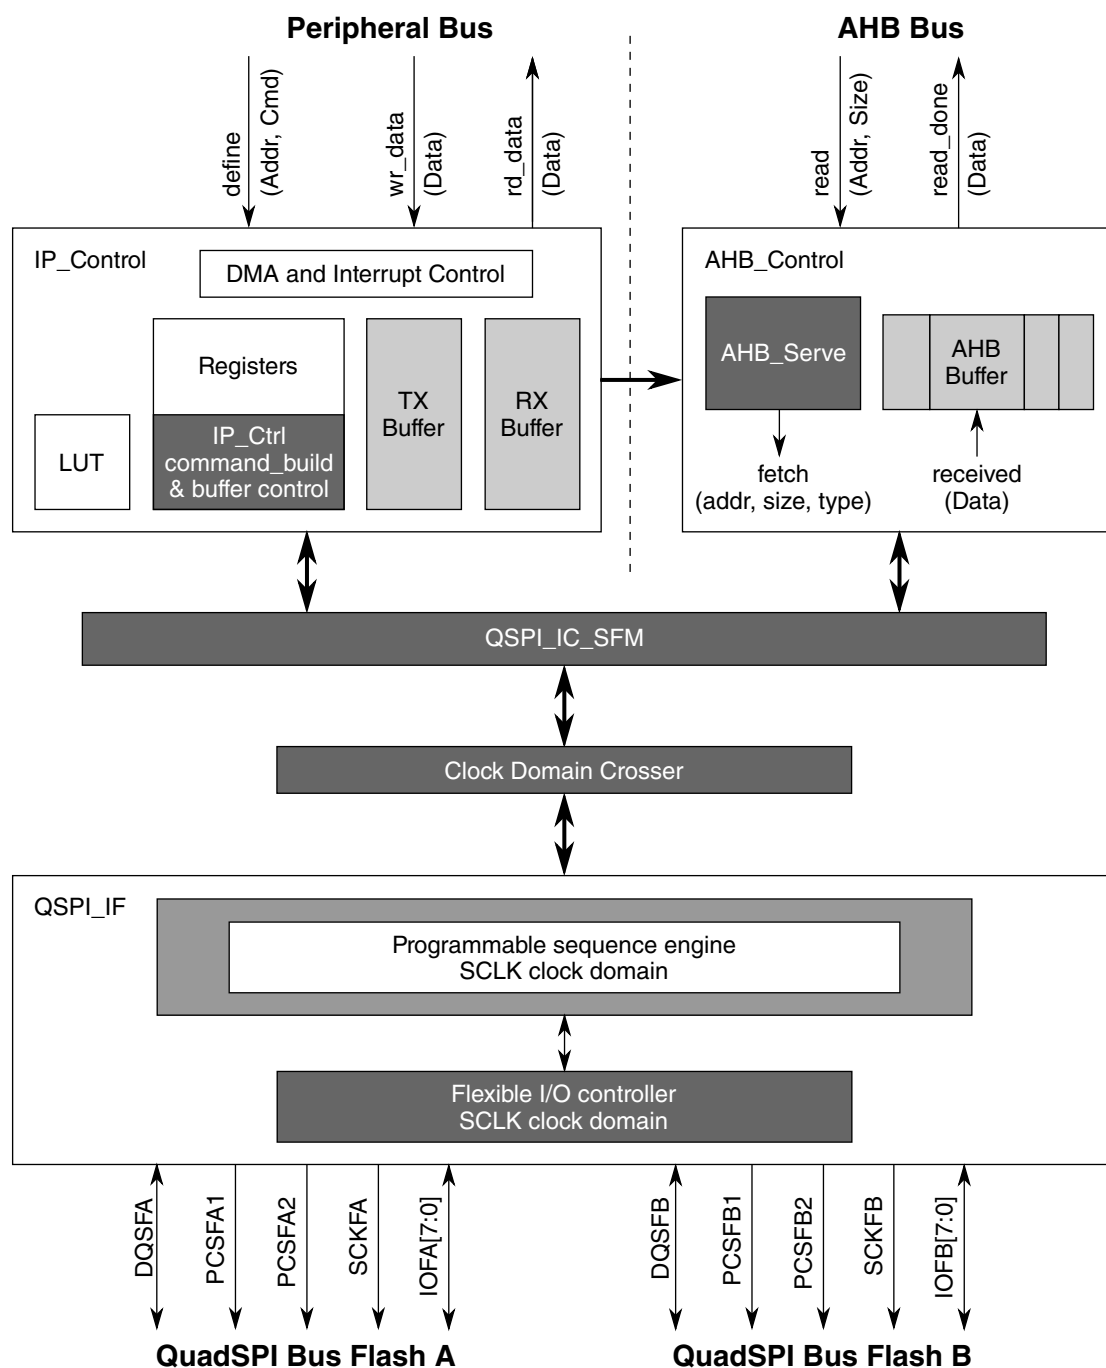 Peripheral Bus
AHB Bus
define
(Addr, Cmd)
wr_data
(Data)
rd_data
(Data)
read
(Addr, Size)
read_done
(Data)
IP_Control
DMA and Interrupt Control
Registers
IP_Ctrl
command_build
& buffer control
LUT
TX
Buffer
RX
Buffer
AHB_Control
AHB_Serve
AHB
Buffer
fetch
(addr, size, type)
received
(Data)
QSPI_IC_SFM
Clock Domain Crosser
QSPI_IF
Programmable sequence engine
SCLK clock domain
Flexible I/O controller
SCLK clock domain
DQSFA
PCSFA1
PCSFA2
SCKFA
IOFA[7:0]
DQSFB
PCSFB1
PCSFB2
SCKFB
IOFB[7:0]
QuadSPI Bus Flash A
QuadSPI Bus Flash B